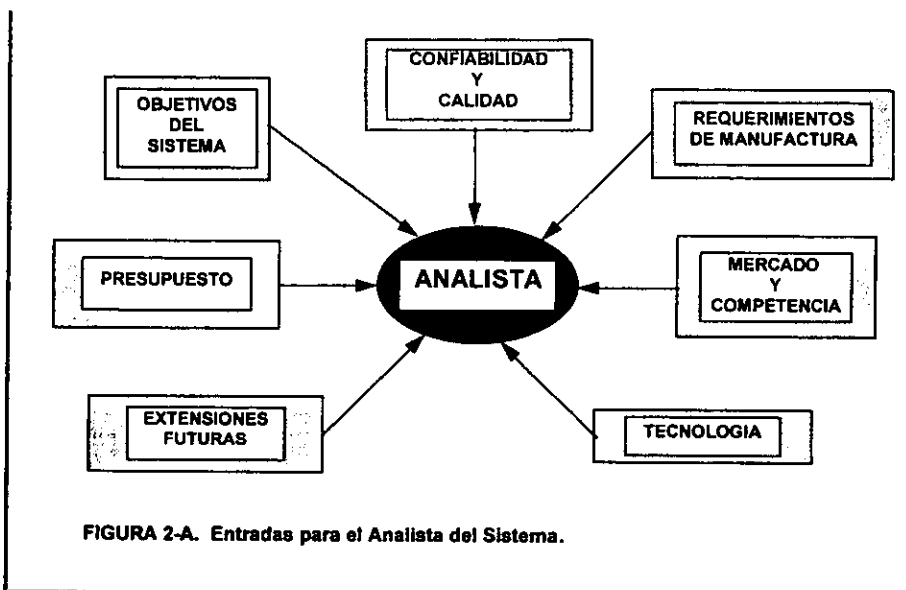 CONFIABILIDAD
Y
CALIDAD
OBJETIVOS
DEL
SISTEMA
REQUERIMIENTOS
DE MANUFACTURA
PRESUPUESTO
ANALISTA
MERCADO
Y
COMPETENCIA
EXTENSIONES
FUTURAS
TECNOLOGIA
FIGURA 2-A. Entradas para el Analista del Sistema.